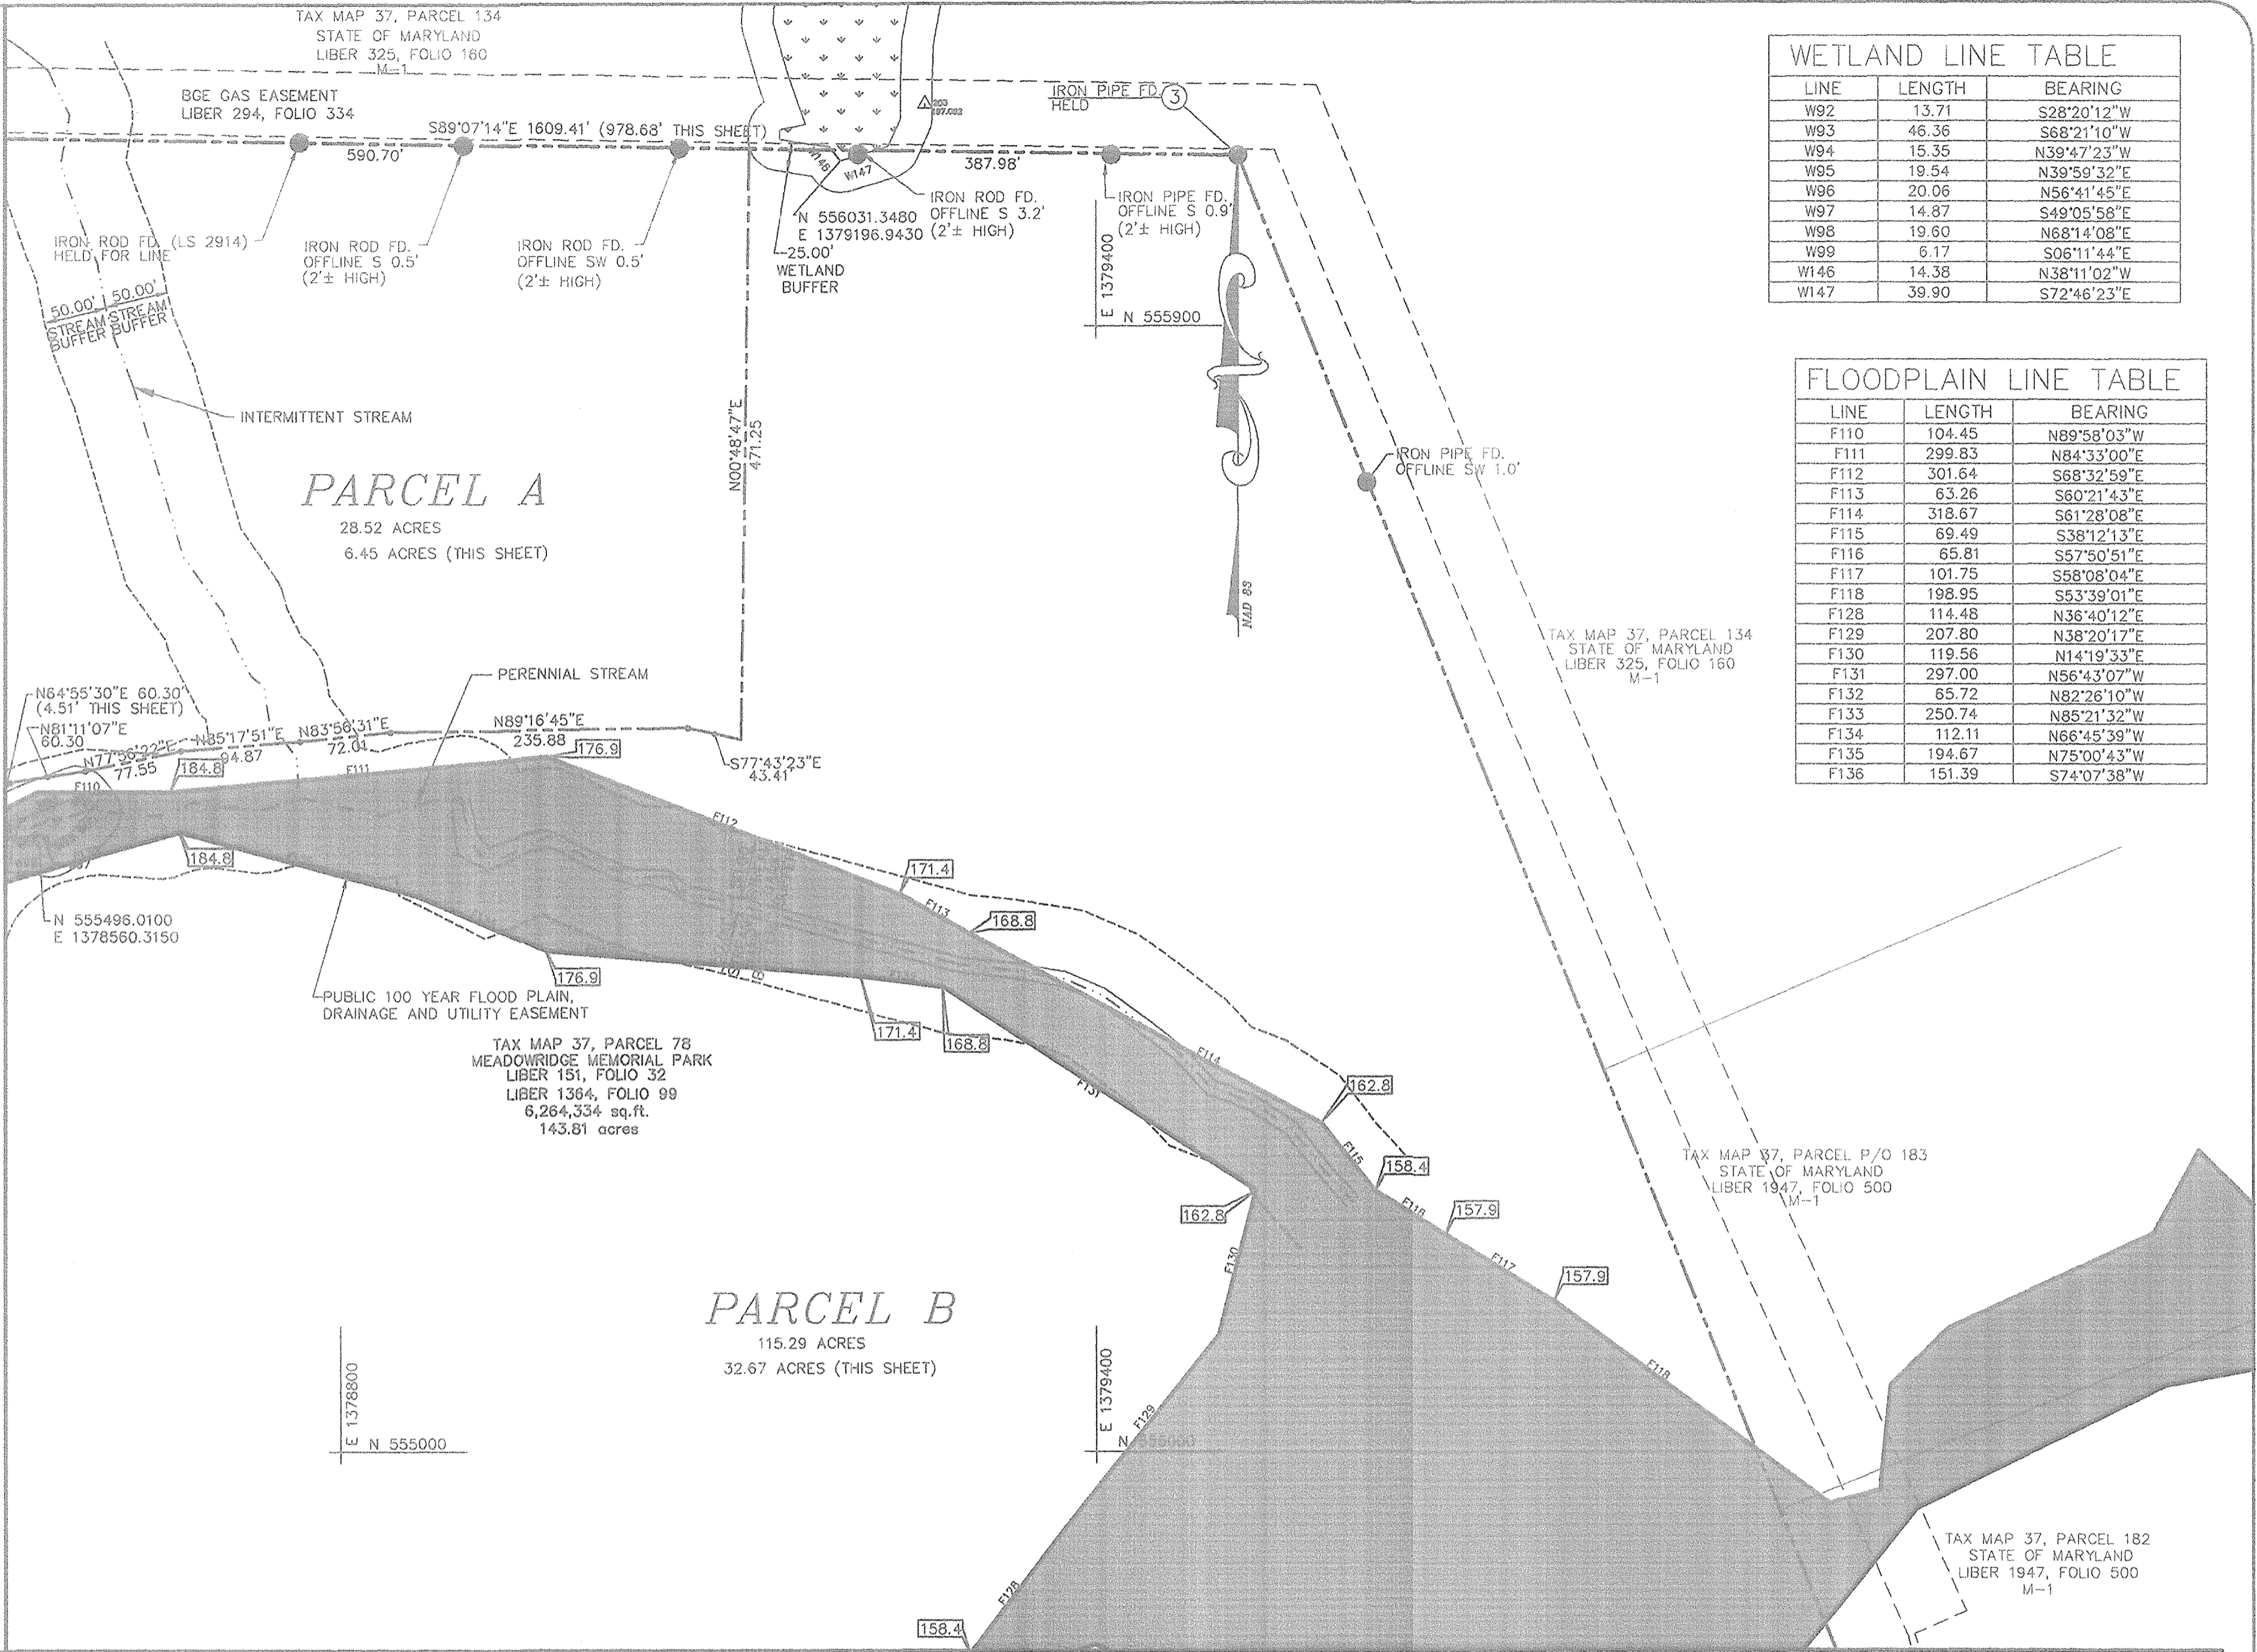 TAX MAP 37, PARCEL 134
STATE OF MARYLAND
LIBER 325, FOLIO 160
M-1
BGE GAS EASEMENT
LIBER 294, FOLIO 334
S89°07'14"E 1609.41' (978.68' THIS SHEET)
590.70'
387.98'
IRON PIPE FD.
HELD
3
203
W146
W147
IRON ROD FD. (LS 2914)
HELD FOR LINE
IRON ROD FD.
OFFLINE S 0.5'
(2'± HIGH)
IRON ROD FD.
OFFLINE SW 0.5'
(2'± HIGH)
N 556031.3480
E 1379196.9430
25.00'
WETLAND
BUFFER
IRON ROD FD.
OFFLINE S 3.2'
(2'± HIGH)
IRON PIPE FD.
OFFLINE S 0.9'
(2'± HIGH)
E 1379400
N 555900
50.00' 50.00'
STREAM STREAM
BUFFER BUFFER
INTERMITTENT STREAM
N00°48'47"E
471.25
PARCEL A
28.52 ACRES
6.45 ACRES (THIS SHEET)
IRON PIPE FD.
OFFLINE SW 1.0'
NAD 83
TAX MAP 37, PARCEL 134
STATE OF MARYLAND
LIBER 325, FOLIO 160
M-1
PERENNIAL STREAM
N64°55'30"E 60.30'
(4.51' THIS SHEET)
N81°11'07"E
60.30
N77°56'22"E
77.55
N85°17'51"E
94.87
N83°56'31"E
72.01
N89°16'45"E
235.88
S77°43'23"E
43.41'
176.9
184.8
F110
F111
F112
184.8
171.4
F113
168.8
N 555496.0100
E 1378560.3150
176.9
PUBLIC 100 YEAR FLOOD PLAIN,
DRAINAGE AND UTILITY EASEMENT
171.4
168.8
TAX MAP 37, PARCEL 78
MEADOWRIDGE MEMORIAL PARK
LIBER 151, FOLIO 32
LIBER 1364, FOLIO 99
6,264,334 sq.ft.
143.81 acres
F131
F114
162.8
F115
158.4
162.8
F116
157.9
F117
157.9
F130
F118
F129
F128
158.4
TAX MAP 37, PARCEL P/O 183
STATE OF MARYLAND
LIBER 1947, FOLIO 500
M-1
PARCEL B
115.29 ACRES
32.67 ACRES (THIS SHEET)
E 1378800
N 555000
E 1379400
N 555000
TAX MAP 37, PARCEL 182
STATE OF MARYLAND
LIBER 1947, FOLIO 500
M-1
WETLAND LINE TABLE
LINE LENGTH BEARING
W92 13.71 S28°20'12"W
W93 46.36 S68°21'10"W
W94 15.35 N39°47'23"W
W95 19.54 N39°59'32"E
W96 20.06 N56°41'45"E
W97 14.87 S49°05'58"E
W98 19.60 N68°14'08"E
W99 6.17 S06°11'44"E
W146 14.38 N38°11'02"W
W147 39.90 S72°46'23"E
FLOODPLAIN LINE TABLE
LINE LENGTH BEARING
F110 104.45 N89°58'03"W
F111 299.83 N84°33'00"E
F112 301.64 S68°32'59"E
F113 63.26 S60°21'43"E
F114 318.67 S61°28'08"E
F115 69.49 S38°12'13"E
F116 65.81 S57°50'51"E
F117 101.75 S58°08'04"E
F118 198.95 S53°39'01"E
F128 114.48 N36°40'12"E
F129 207.80 N38°20'17"E
F130 119.56 N14°19'33"E
F131 297.00 N56°43'07"W
F132 65.72 N82°26'10"W
F133 250.74 N85°21'32"W
F134 112.11 N66°45'39"W
F135 194.67 N75°00'43"W
F136 151.39 S74°07'38"W